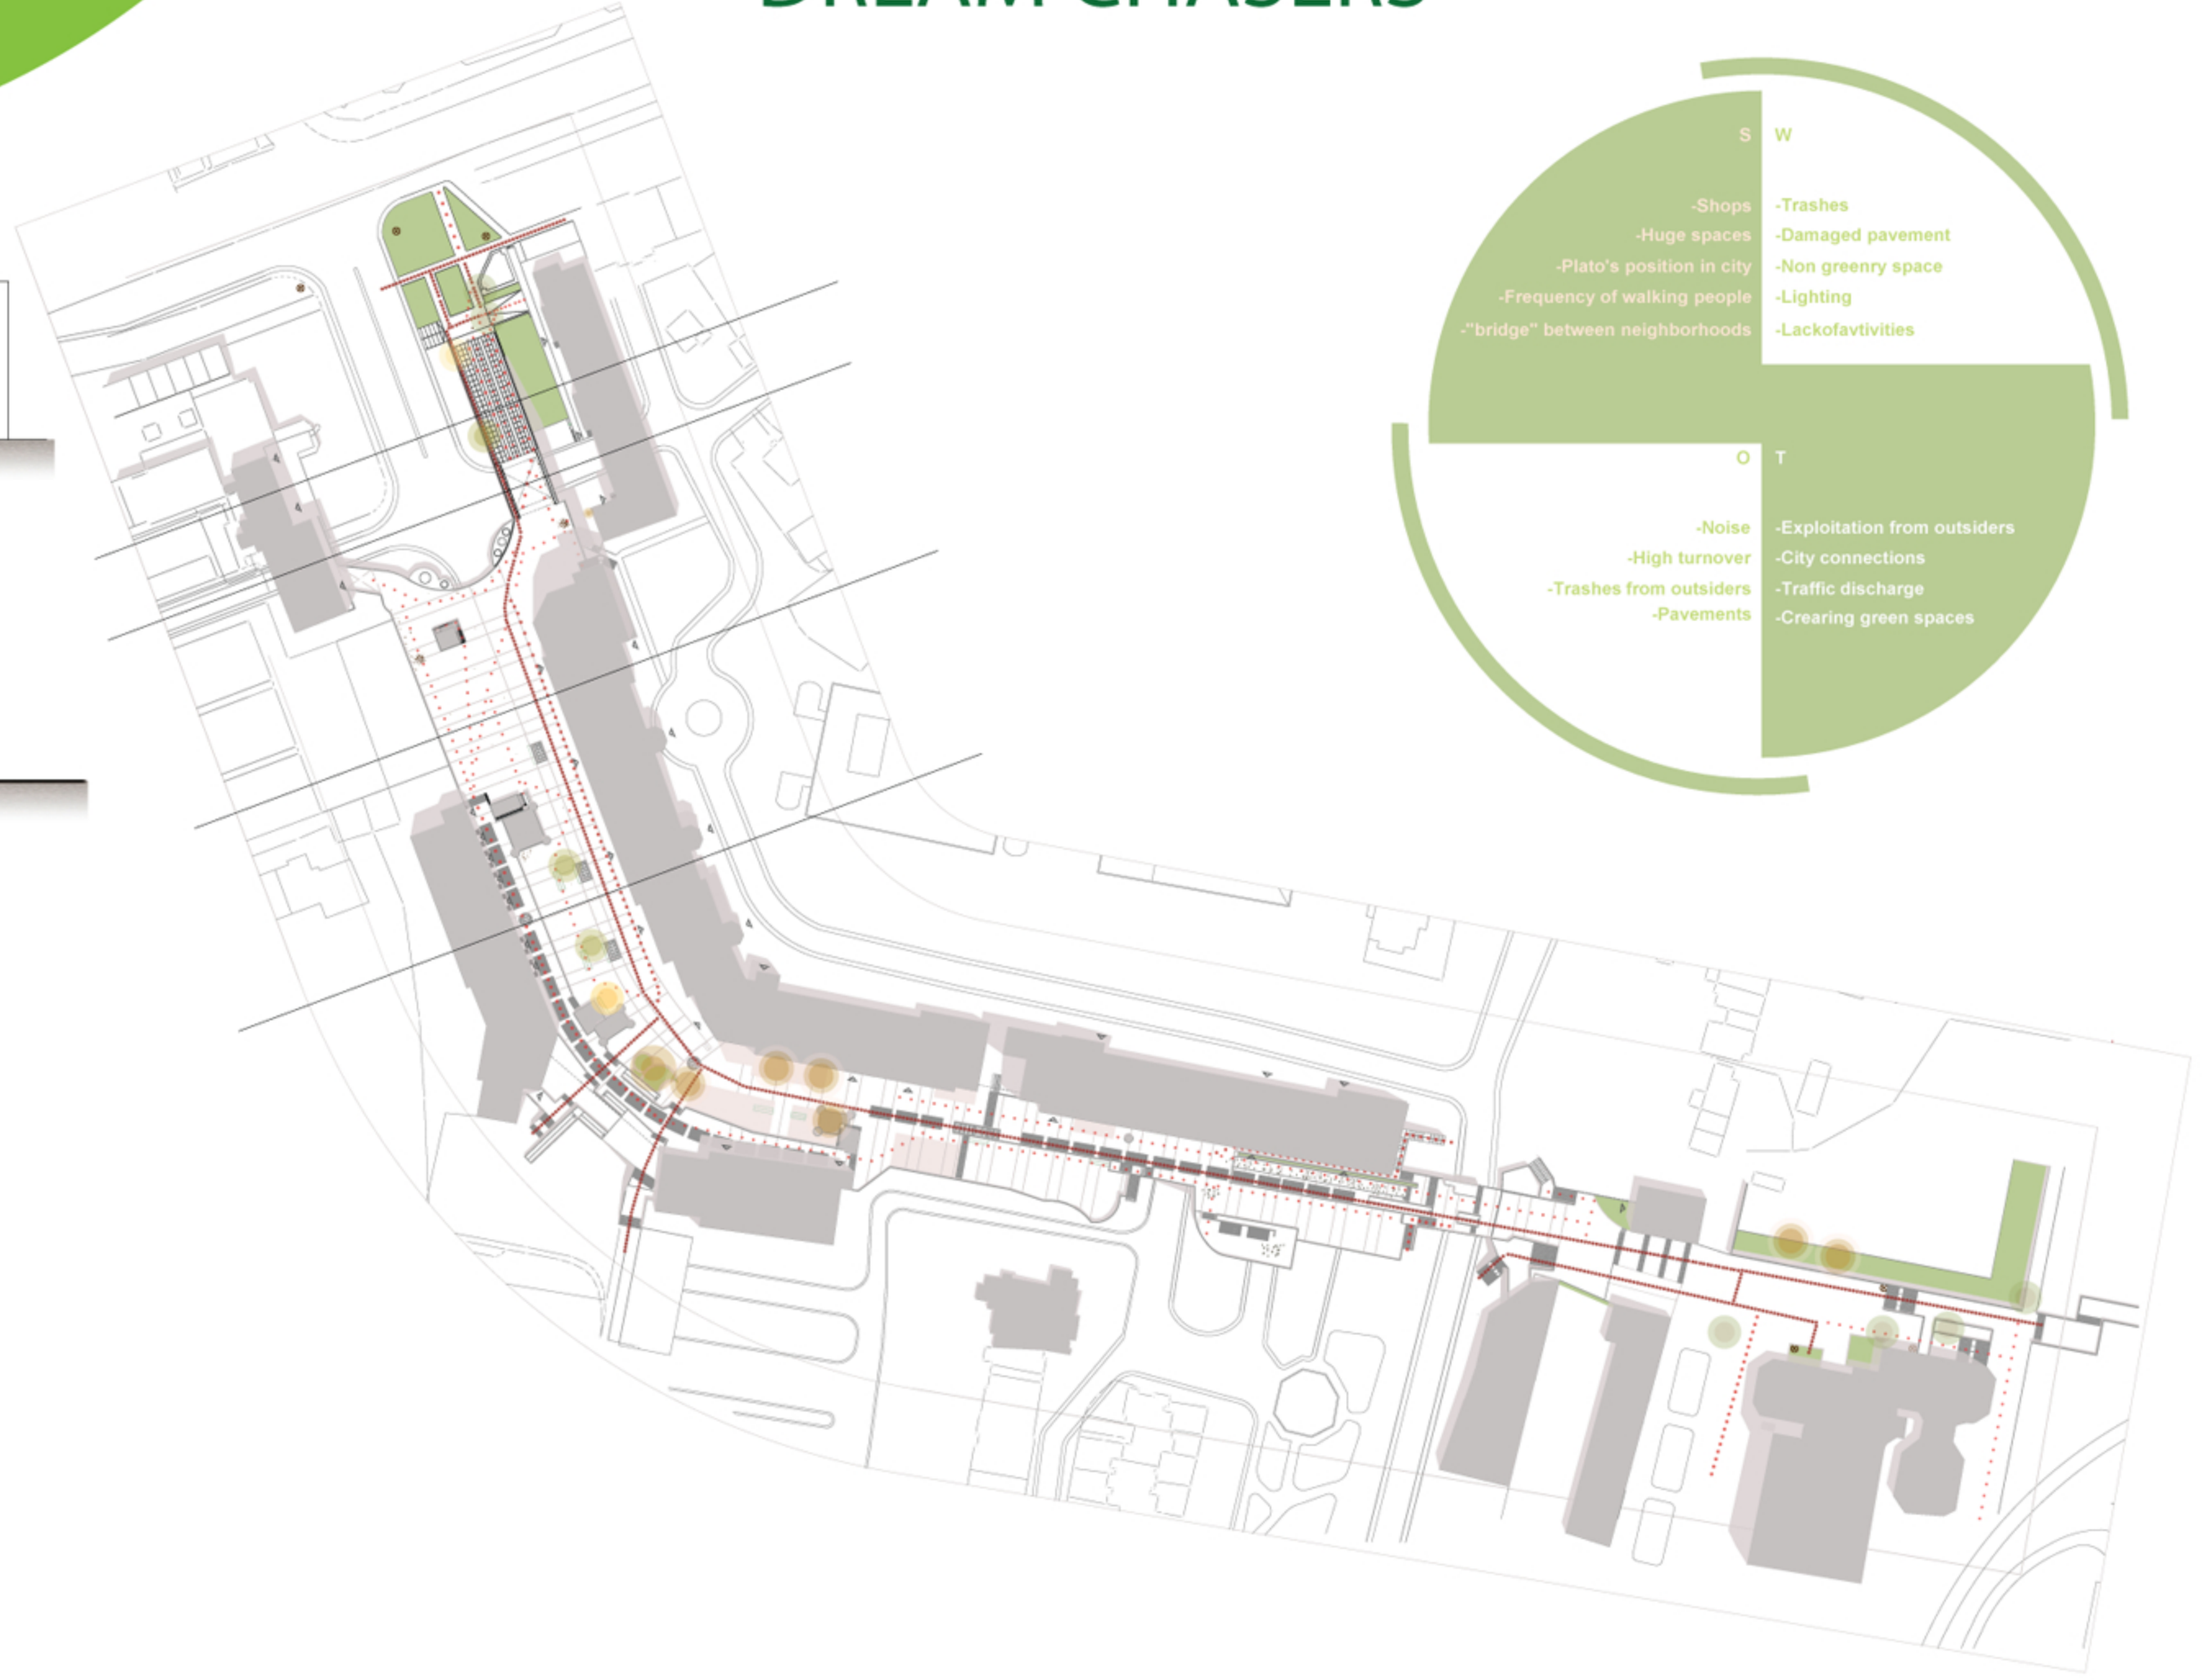 DREAM CHASERS
S
-Shops
-Huge spaces
-Plato's position in city
-Frequency of walking people
-"bridge" between neighborhoods
W
-Trashes
-Damaged pavement
-Non greenry space
-Lighting
-Lackofavtivities
O
-Noise
-High turnover
-Trashes from outsiders
-Pavements
T
-Exploitation from outsiders
-City connections
-Traffic discharge
-Crearing green spaces